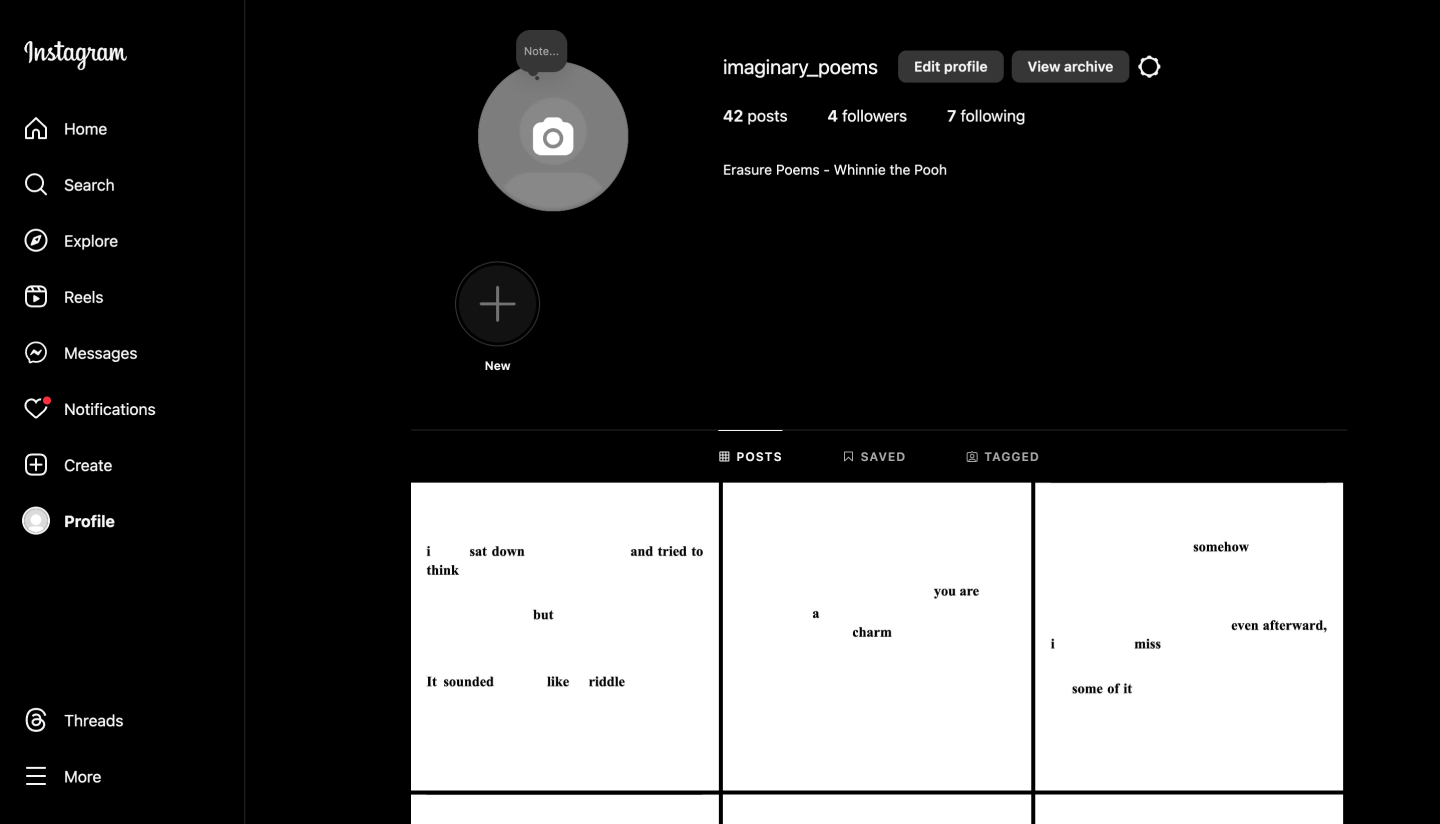 Instagram
Home
Search
Explore
Reels
Messages
Notifications
Create
Profile
Threads
More
Note...
imaginary_poems
Edit profile
View archive
42 posts
4 followers
7 following
Erasure Poems - Whinnie the Pooh
New
POSTS
SAVED
TAGGED
i sat down and tried to
think
but
It sounded like riddle
you are
a
charm
somehow
even afterward,
i miss
some of it